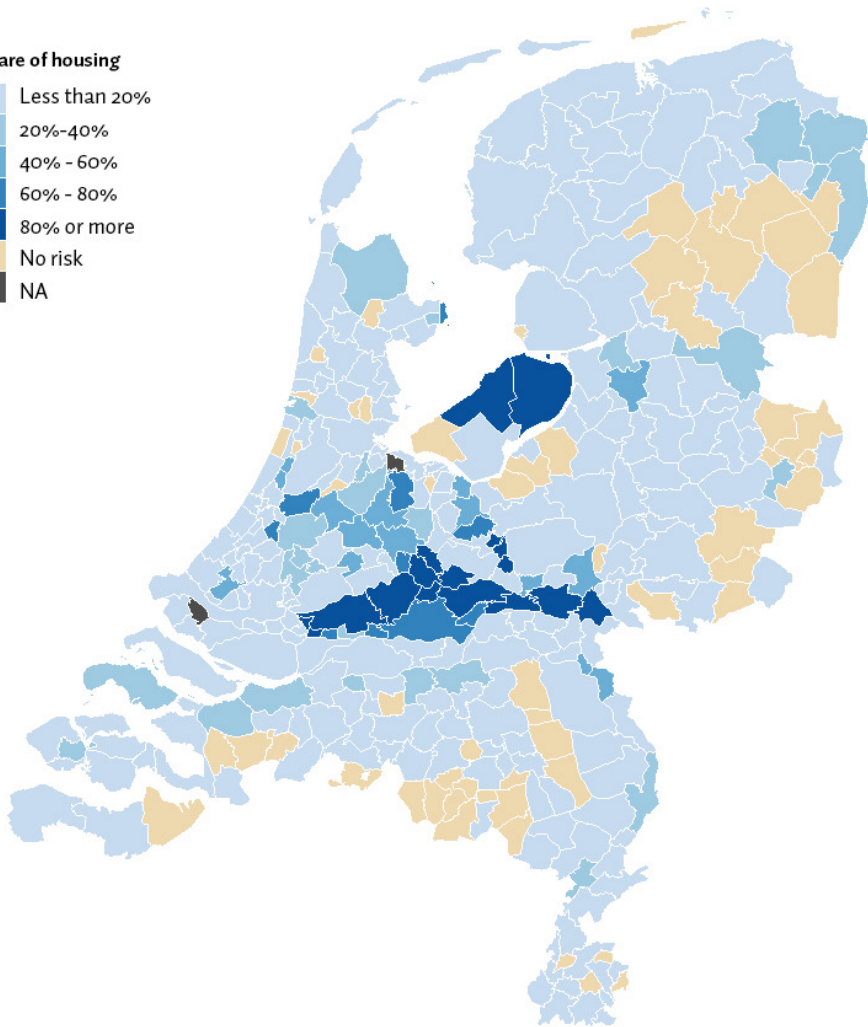 are of housing
Less than 20%
20%-40%
40% - 60%
60% - 80%
80% or more
No risk
NA